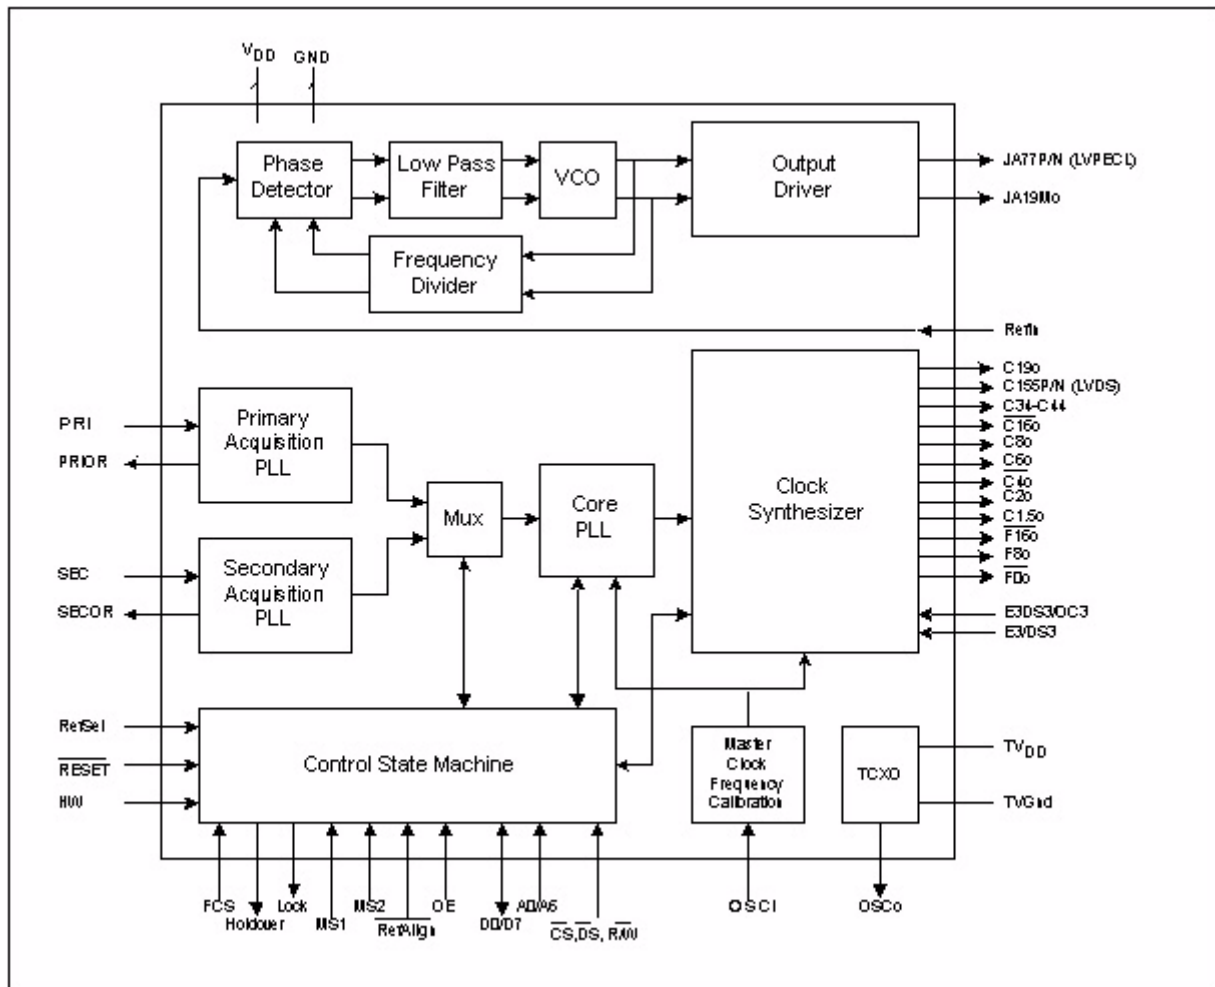 VDD
GND
Phase
Detector
Low Pass
Filter
VCO
Output
Driver
JA77P/N (LVPECL)
JA19Mo
Frequency
Divider
RefIn
PRI
PRIOR
Primary
Acquisition
PLL
SEC
SECOR
Secondary
Acquisition
PLL
Mux
Core
PLL
Clock
Synthesizer
C19o
C155P/N (LVDS)
C34-C44
C16o
C8o
C6o
C4o
C2o
C1.5o
F16o
F8o
F0o
E3DS3/OC3
E3/DS3
RefSel
RESET
HW
Control State Machine
Master
Clock
Frequency
Calibration
TCXO
TVDD
TVGnd
FCS
Holdover
Lock
MS1
MS2
RefAlign
OE
D0/D7
A0/A6
CS,DS, R/W
OSCi
OSCo